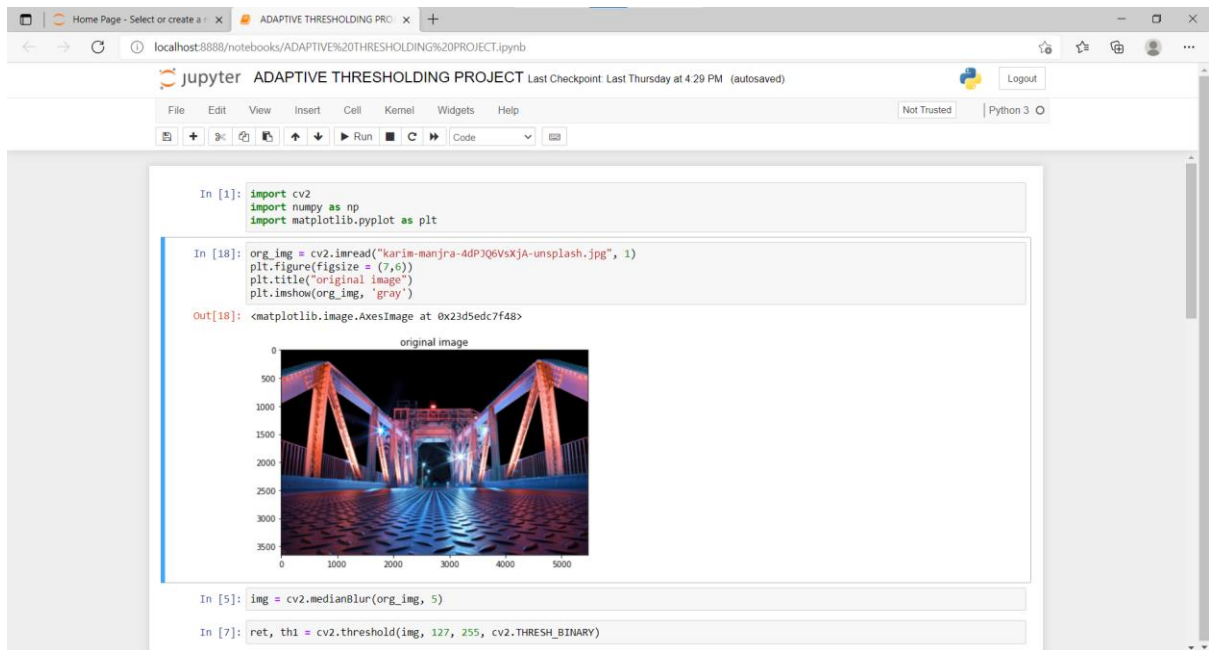 Home Page - Select or create a n
ADAPTIVE THRESHOLDING PRO
localhost:8888/notebooks/ADAPTIVE%20THRESHOLDING%20PROJECT.ipynb
jupyter ADAPTIVE THRESHOLDING PROJECT Last Checkpoint: Last Thursday at 4:29 PM (autosaved)
Logout
File Edit View Insert Cell Kernel Widgets Help
Not Trusted
Python 3
Run
Code
In [1]: import cv2
import numpy as np
import matplotlib.pyplot as plt
In [18]: org_img = cv2.imread("karim-manjra-4dPJQ6VsXjA-unsplash.jpg", 1)
plt.figure(figsize = (7,6))
plt.title("original image")
plt.imshow(org_img, 'gray')
Out[18]: <matplotlib.image.AxesImage at 0x23d5edc7f48>
original image
0
500
1000
1500
2000
2500
3000
3500
0 1000 2000 3000 4000 5000
In [5]: img = cv2.medianBlur(org_img, 5)
In [7]: ret, th1 = cv2.threshold(img, 127, 255, cv2.THRESH_BINARY)